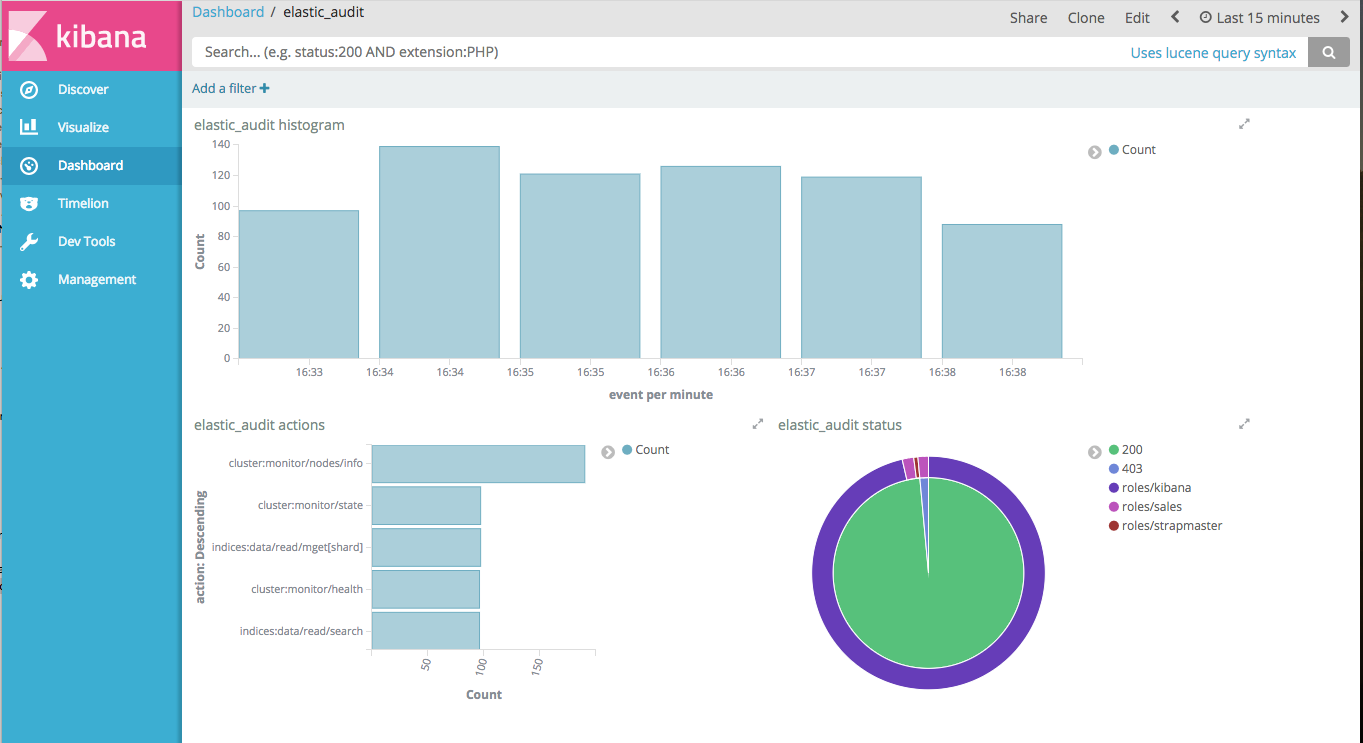 kibana
Discover
Visualize
Dashboard
Timelion
Dev Tools
Management
Dashboard / elastic_audit
Share Clone Edit Last 15 minutes
Search... (e.g. status:200 AND extension:PHP) Uses lucene query syntax
Add a filter +
elastic_audit histogram
Count
140
120
100
80
60
40
20
0
Count
16:33 16:34 16:34 16:35 16:35 16:36 16:36 16:37 16:37 16:38 16:38
event per minute
elastic_audit actions
Count
action: Descending
cluster:monitor/nodes/info
cluster:monitor/state
indices:data/read/mget[shard]
cluster:monitor/health
indices:data/read/search
50 100 150
Count
elastic_audit status
200
403
roles/kibana
roles/sales
roles/strapmaster